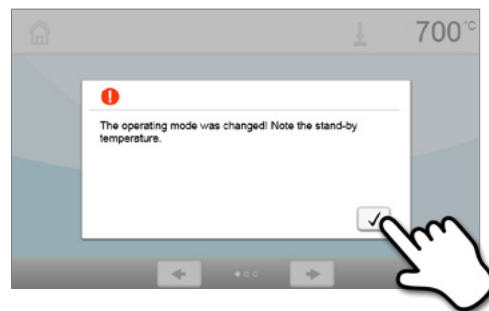 700°C
The operating mode was changed! Note the stand-by
temperature.